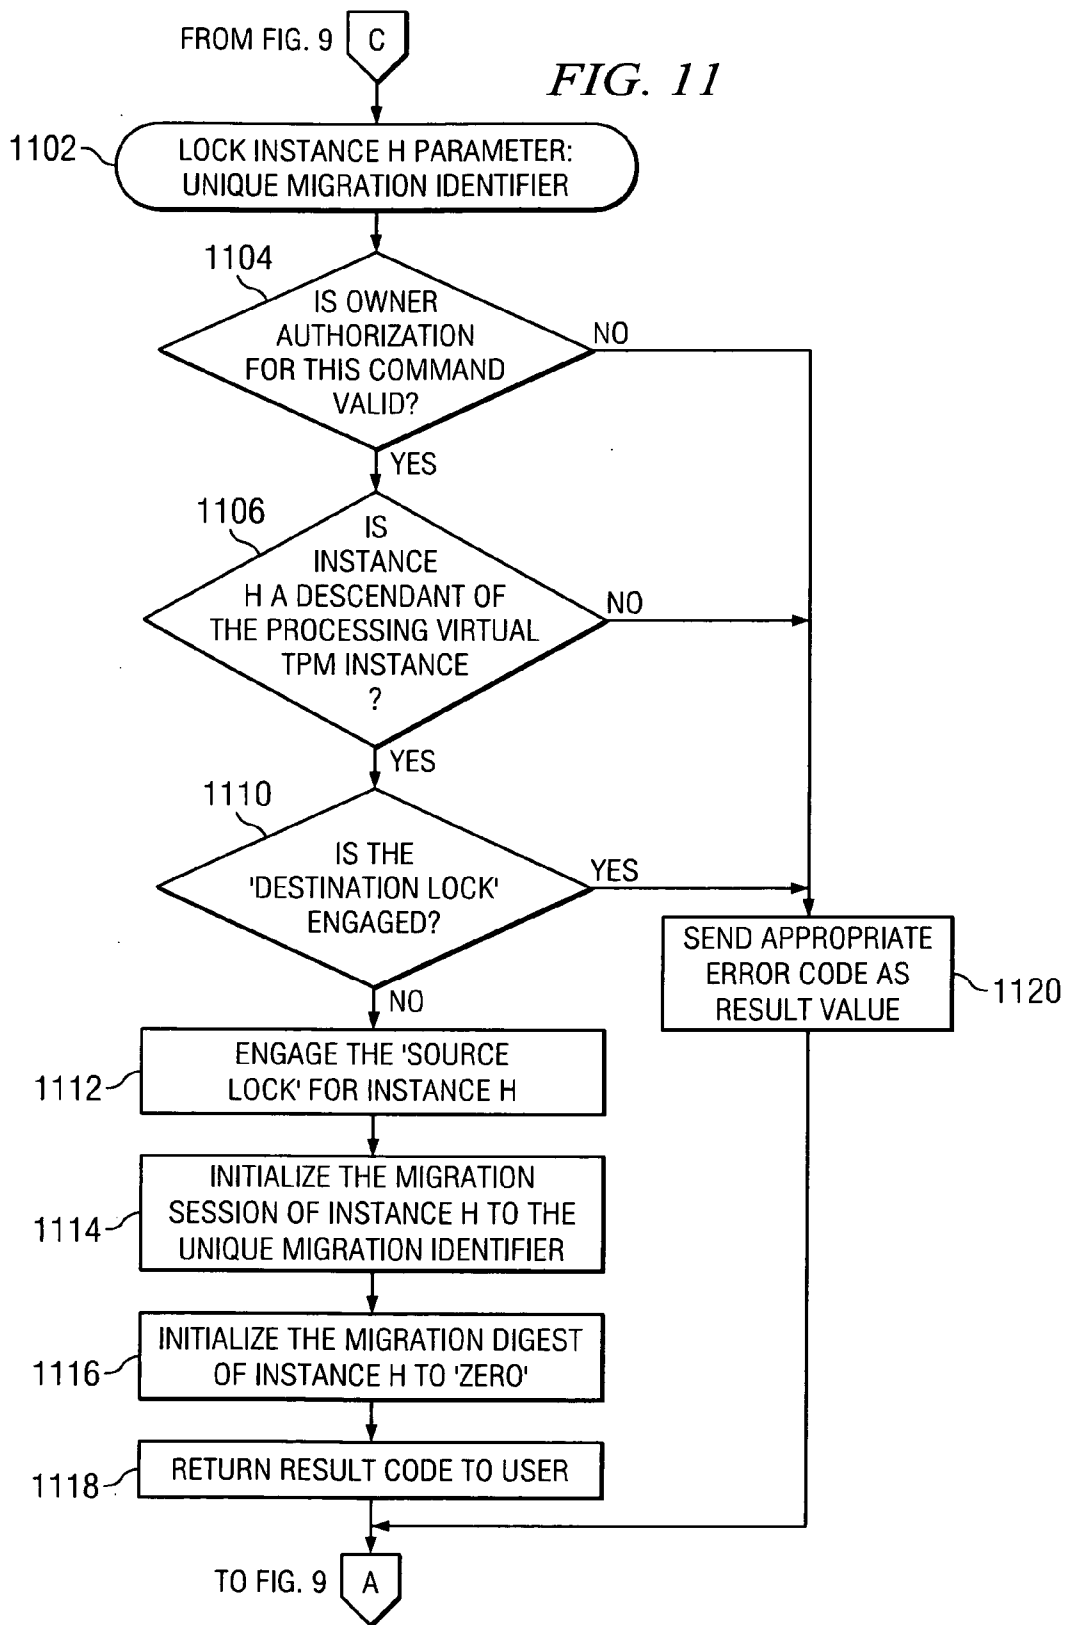 FROM FIG. 9
C
FIG. 11
1102
LOCK INSTANCE H PARAMETER:
UNIQUE MIGRATION IDENTIFIER
1104
IS OWNER
AUTHORIZATION
FOR THIS COMMAND
VALID?
NO
YES
1106
IS
INSTANCE
H A DESCENDANT OF
THE PROCESSING VIRTUAL
TPM INSTANCE
?
NO
YES
1110
IS THE
'DESTINATION LOCK'
ENGAGED?
YES
NO
SEND APPROPRIATE
ERROR CODE AS
RESULT VALUE
1120
1112
ENGAGE THE 'SOURCE
LOCK' FOR INSTANCE H
1114
INITIALIZE THE MIGRATION
SESSION OF INSTANCE H TO THE
UNIQUE MIGRATION IDENTIFIER
1116
INITIALIZE THE MIGRATION DIGEST
OF INSTANCE H TO 'ZERO'
1118
RETURN RESULT CODE TO USER
TO FIG. 9
A